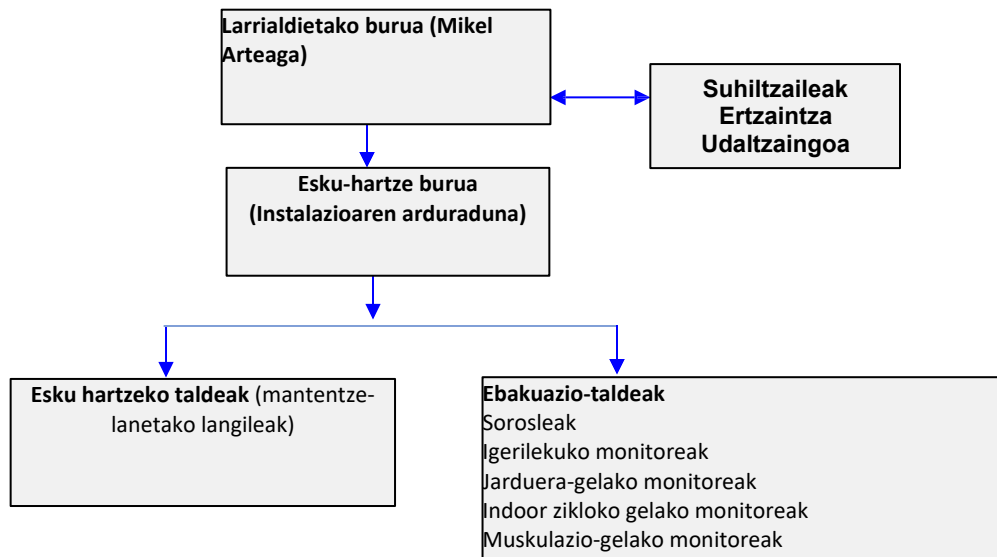 Larrialdietako burua (Mikel
Arteaga)
Suhiltzaileak
Ertzaintza
Udaltzaingoa
Esku-hartze burua
(Instalazioaren arduraduna)
Esku hartzeko taldeak (mantentze-
lanetako langileak)
Ebakuazio-taldeak
Sorosleak
Igerilekuko monitoreak
Jarduera-gelako monitoreak
Indoor zikloko gelako monitoreak
Muskulazio-gelako monitoreak